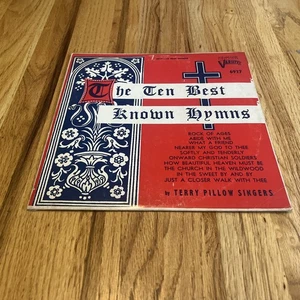 The Ten Best
Known Hymns
ROCK OF AGES
ABIDE WITH ME
WHAT A FRIEND
NEARER MY GOD TO THEE
SOFTLY AND TENDERLY
ONWARD CHRISTIAN SOLDIERS
HOW BEAUTIFUL HEAVEN MUST BE
THE CHURCH IN THE WILDWOOD
IN THE SWEET BY AND BY
JUST A CLOSER WALK WITH THEE
by TERRY PILLOW SINGERS